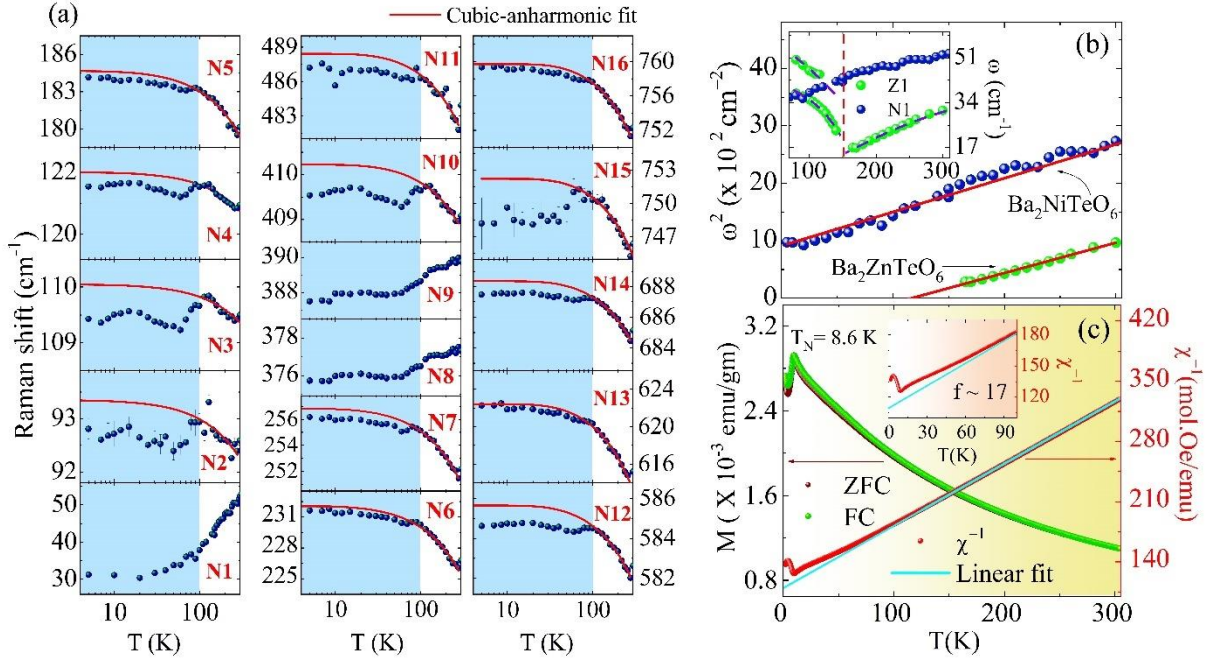 (a)
Cubic-anharmonic fit
Raman shift (cm⁻¹)
186
183
180
N5
122
120
N4
110
109
N3
93
92
N2
50
40
30
N1
10
100
T (K)
489
486
483
N11
410
409
N10
390
388
N9
378
376
N8
256
254
252
N7
231
228
225
N6
10
100
T (K)
N16
760
756
752
N15
753
750
747
N14
688
686
684
N13
624
620
616
N12
586
584
582
10
100
T (K)
(b)
ω² (x 10² cm⁻²)
40
30
20
10
0
Z1
N1
51
34
17
ω (cm⁻¹)
100
200
300
Ba₂NiTeO₆
Ba₂ZnTeO₆
(c)
M ( X 10⁻³ emu/gm)
3.2
2.4
1.6
0.8
T_N= 8.6 K
f ~ 17
180
150
120
χ⁻¹
0
30
60
90
T(K)
ZFC
FC
χ⁻¹
Linear fit
420
350
280
210
140
χ⁻¹(mol.Oe/emu)
0
100
200
300
T(K)